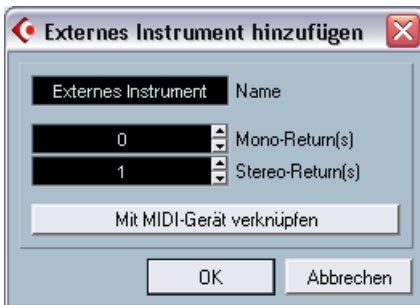 Externes Instrument hinzufügen
Externes Instrument Name
0 Mono-Return(s)
1 Stereo-Return(s)
Mit MIDI-Gerät verknüpfen
OK Abbrechen